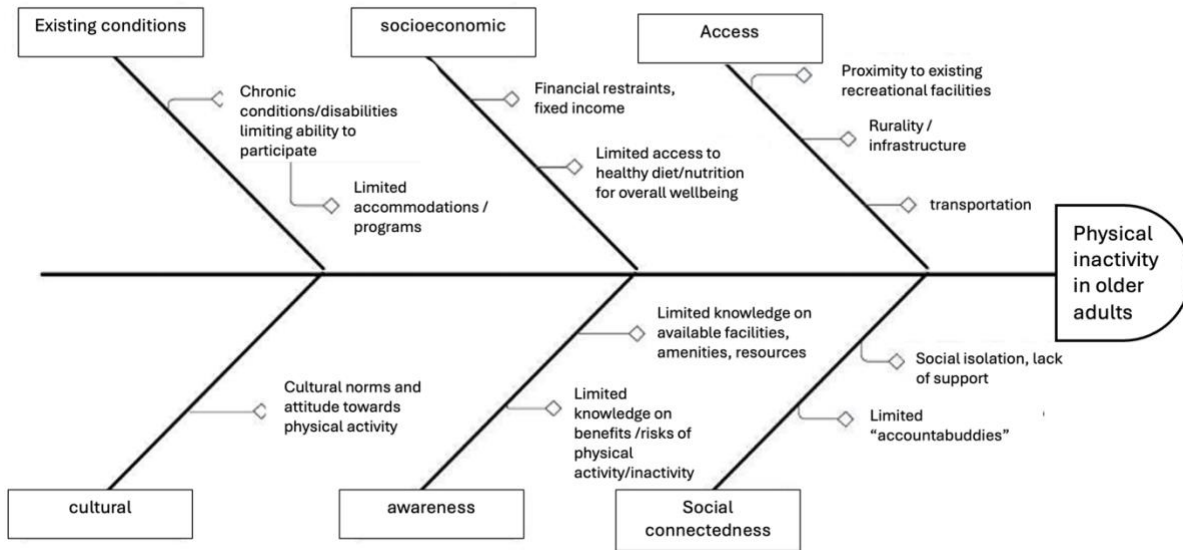 Existing conditions
socioeconomic
Access
Chronic
conditions/disabilities
limiting ability to
participate
Limited
accommodations /
programs
Financial restraints,
fixed income
Limited access to
healthy diet/nutrition
for overall wellbeing
Proximity to existing
recreational facilities
Rurality /
infrastructure
transportation
Physical
inactivity
in older
adults
Cultural norms and
attitude towards
physical activity
Limited knowledge on
available facilities,
amenities, resources
Limited
knowledge on
benefits /risks of
physical
activity/inactivity
Social isolation, lack
of support
Limited
“accountabuddies”
cultural
awareness
Social
connectedness